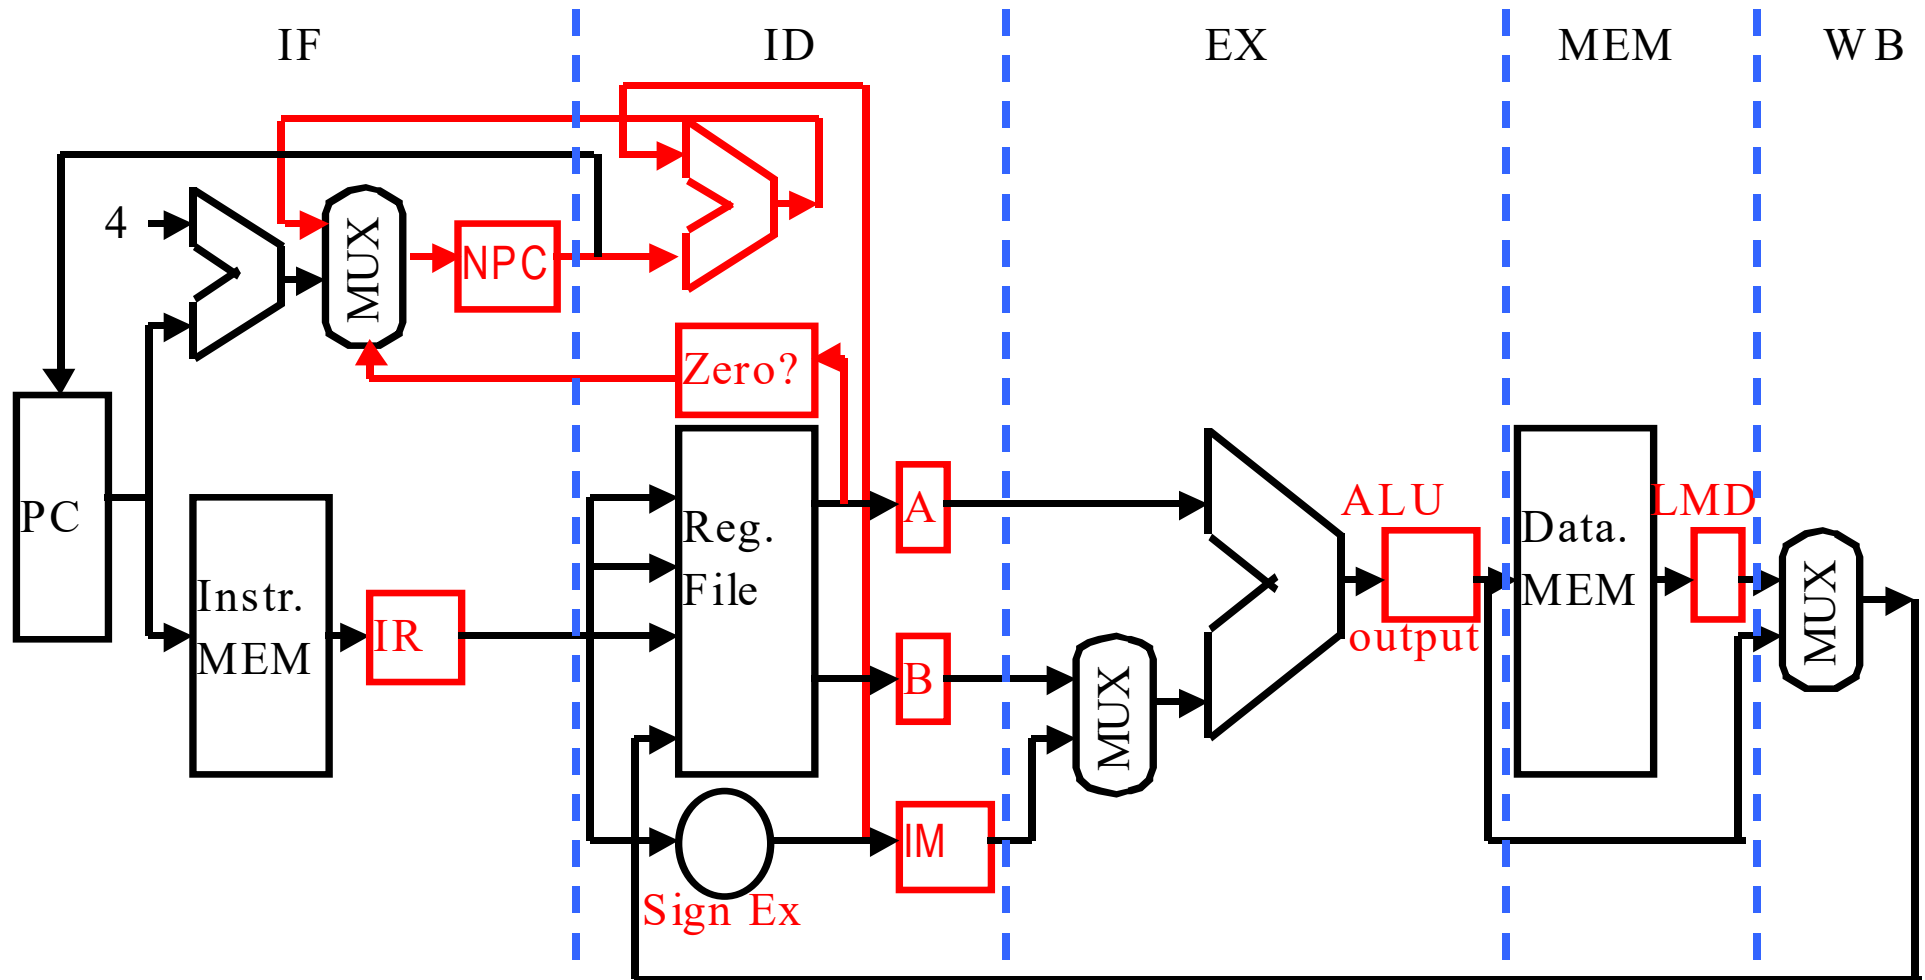 IF
ID
EX
MEM
WB
4
MUX
NPC
Zero?
PC
Instr.
MEM
IR
Reg.
File
A
B
IM
Sign Ex
MUX
ALU
output
Data.
MEM
LMD
MUX